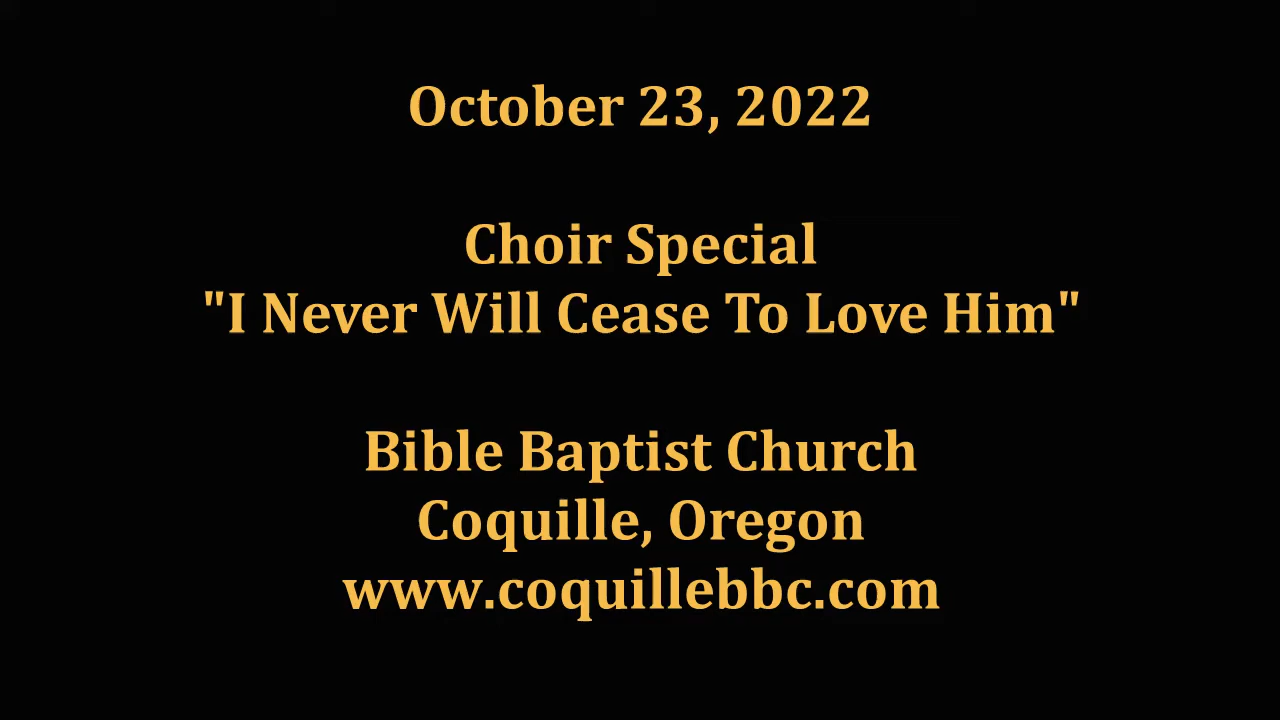 October 23, 2022
Choir Special
"I Never Will Cease To Love Him"
Bible Baptist Church
Coquille, Oregon
www.coquillebbc.com